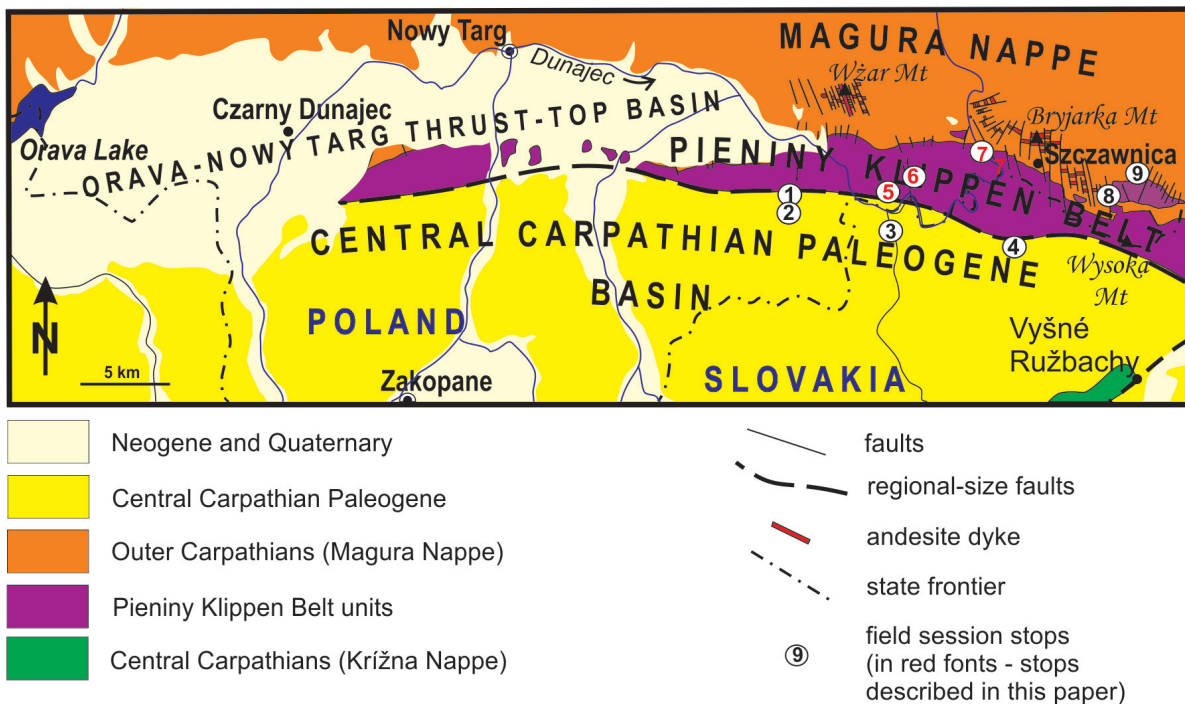 Nowy Targ
MAGURA NAPPE
Dunajec
Wżar Mt
Czarny Dunajec
Bryjarka Mt
Orava Lake
ORAVA-NOWY TARG THRUST-TOP BASIN
PIENINY KLIPPEN BELT
Szczawnica
7
7
9
6
8
5
1
2
3
4
CENTRAL CARPATHIAN PALEOGENE
BASIN
Wysoka
Mt
POLAND
Vyšné
Ružbachy
N
5 km
Zakopane
SLOVAKIA
Neogene and Quaternary
Central Carpathian Paleogene
Outer Carpathians (Magura Nappe)
Pieniny Klippen Belt units
Central Carpathians (Krížna Nappe)
faults
regional-size faults
andesite dyke
state frontier
9
field session stops
(in red fonts - stops
described in this paper)